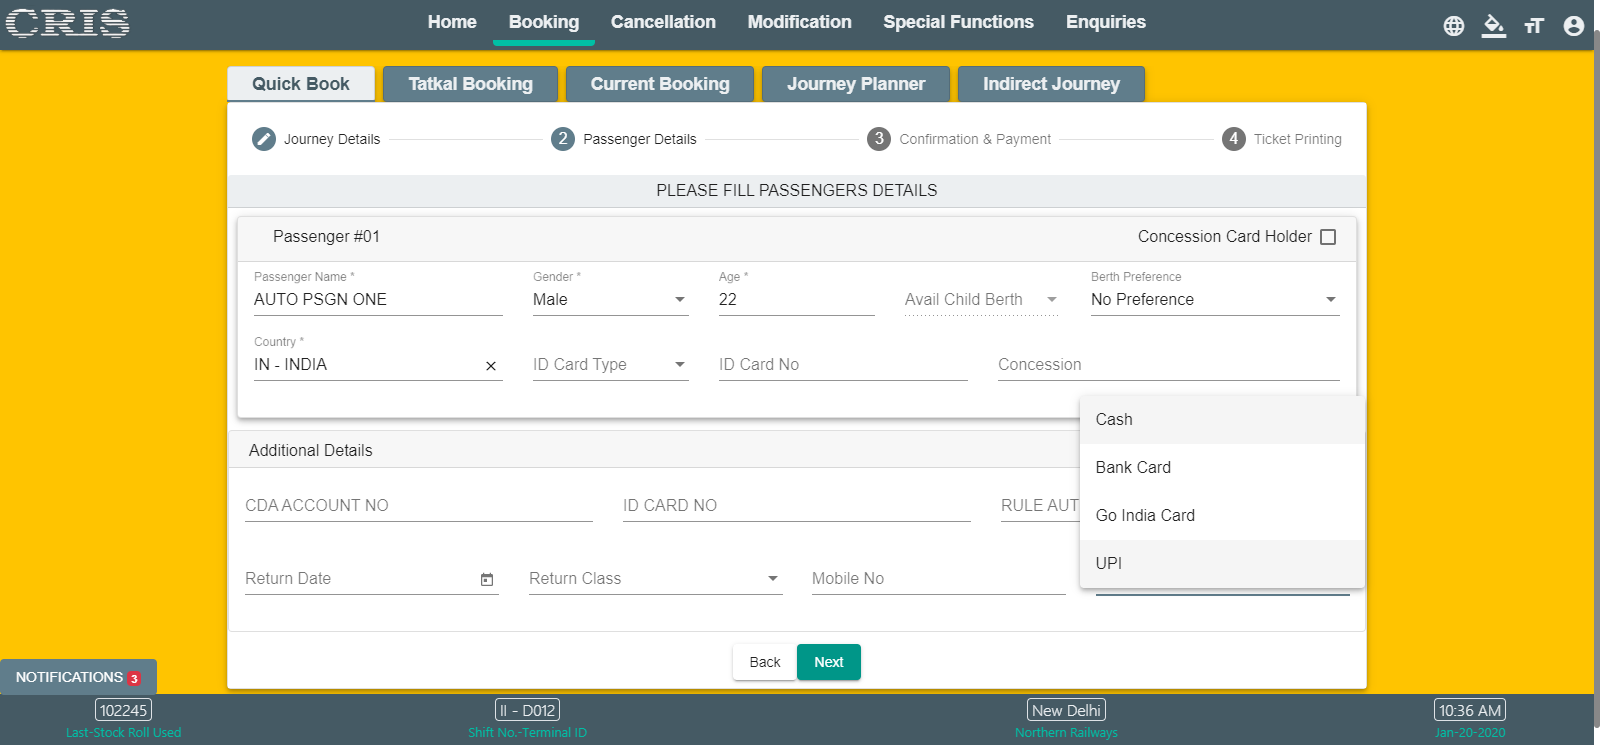 CRIS
Home Booking Cancellation Modification Special Functions Enquiries
Quick Book Tatkal Booking Current Booking Journey Planner Indirect Journey
Journey Details 2 Passenger Details 3 Confirmation & Payment 4 Ticket Printing
PLEASE FILL PASSENGERS DETAILS
Passenger #01 Concession Card Holder
Passenger Name * Gender * Age * Berth Preference
AUTO PSGN ONE Male 22 Avail Child Berth No Preference
Country *
IN - INDIA ID Card Type ID Card No Concession
Cash
Additional Details
Bank Card
CDA ACCOUNT NO ID CARD NO RULE AUT
Go India Card
UPI
Return Date Return Class Mobile No
Back Next
NOTIFICATIONS 3
102245 II - D012 New Delhi 10:36 AM
Last-Stock Roll Used Shift No.-Terminal ID Northern Railways Jan-20-2020